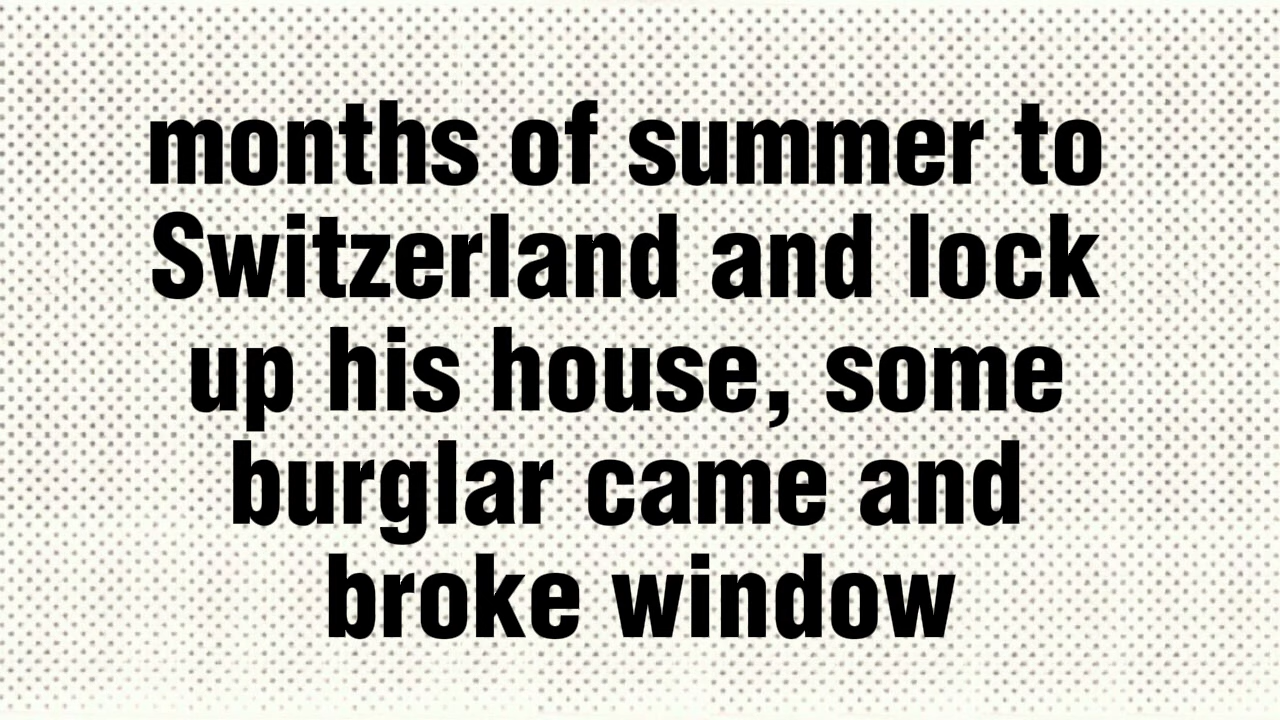 months of summer to
Switzerland and lock
up his house, some
burglar came and
broke window